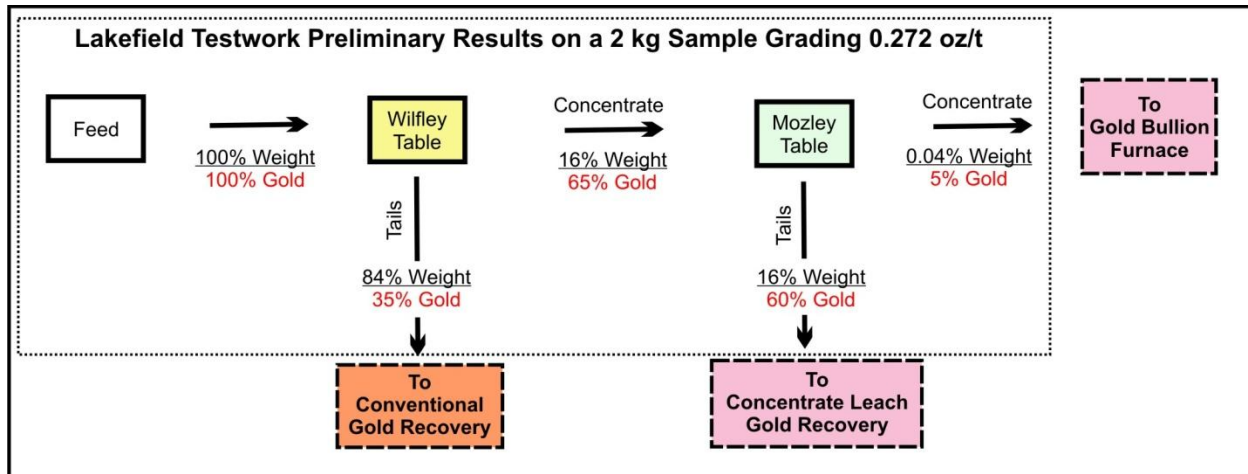 Lakefield Testwork Preliminary Results on a 2 kg Sample Grading 0.272 oz/t
Feed
100% Weight
100% Gold
Wilfley
Table
Concentrate
16% Weight
65% Gold
Mozley
Table
Concentrate
0.04% Weight
5% Gold
To
Gold Bullion
Furnace
Tails
84% Weight
35% Gold
Tails
16% Weight
60% Gold
To
Conventional
Gold Recovery
To
Concentrate Leach
Gold Recovery